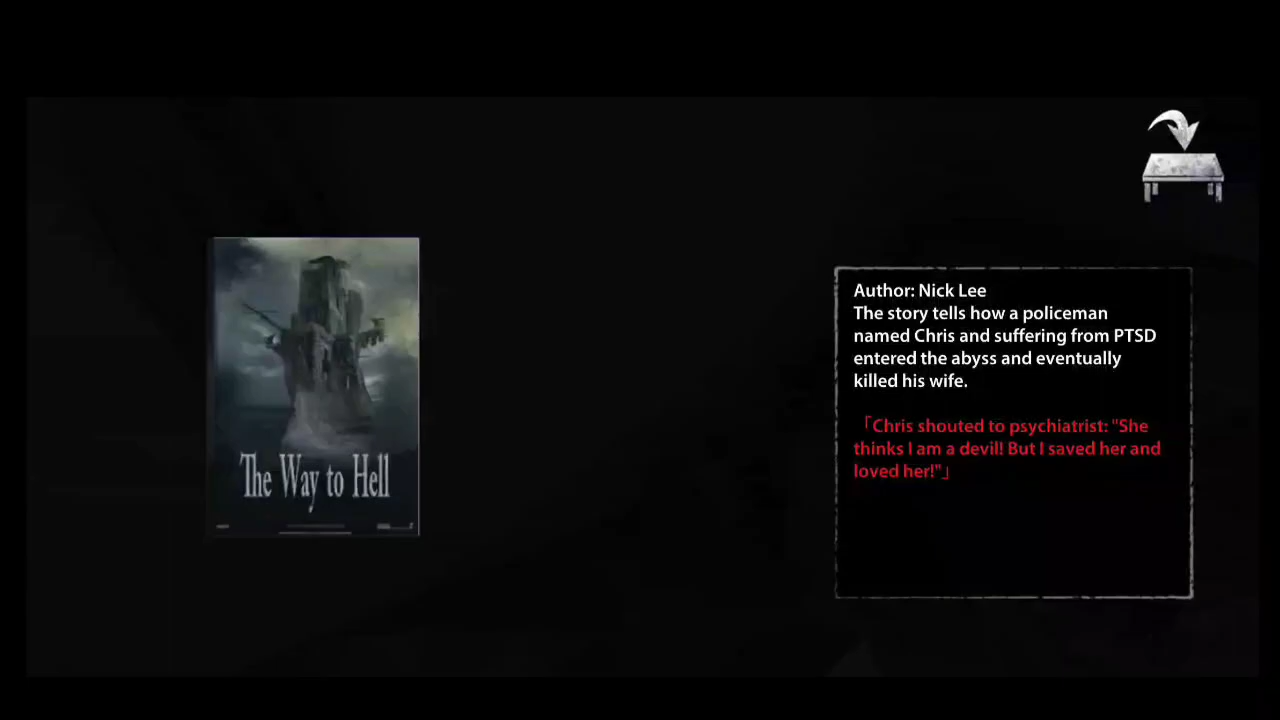 The Way to Hell
Author: Nick Lee
The story tells how a policeman
named Chris and suffering from PTSD
entered the abyss and eventually
killed his wife.
「Chris shouted to psychiatrist: "She
thinks I am a devil! But I saved her and
loved her!"」